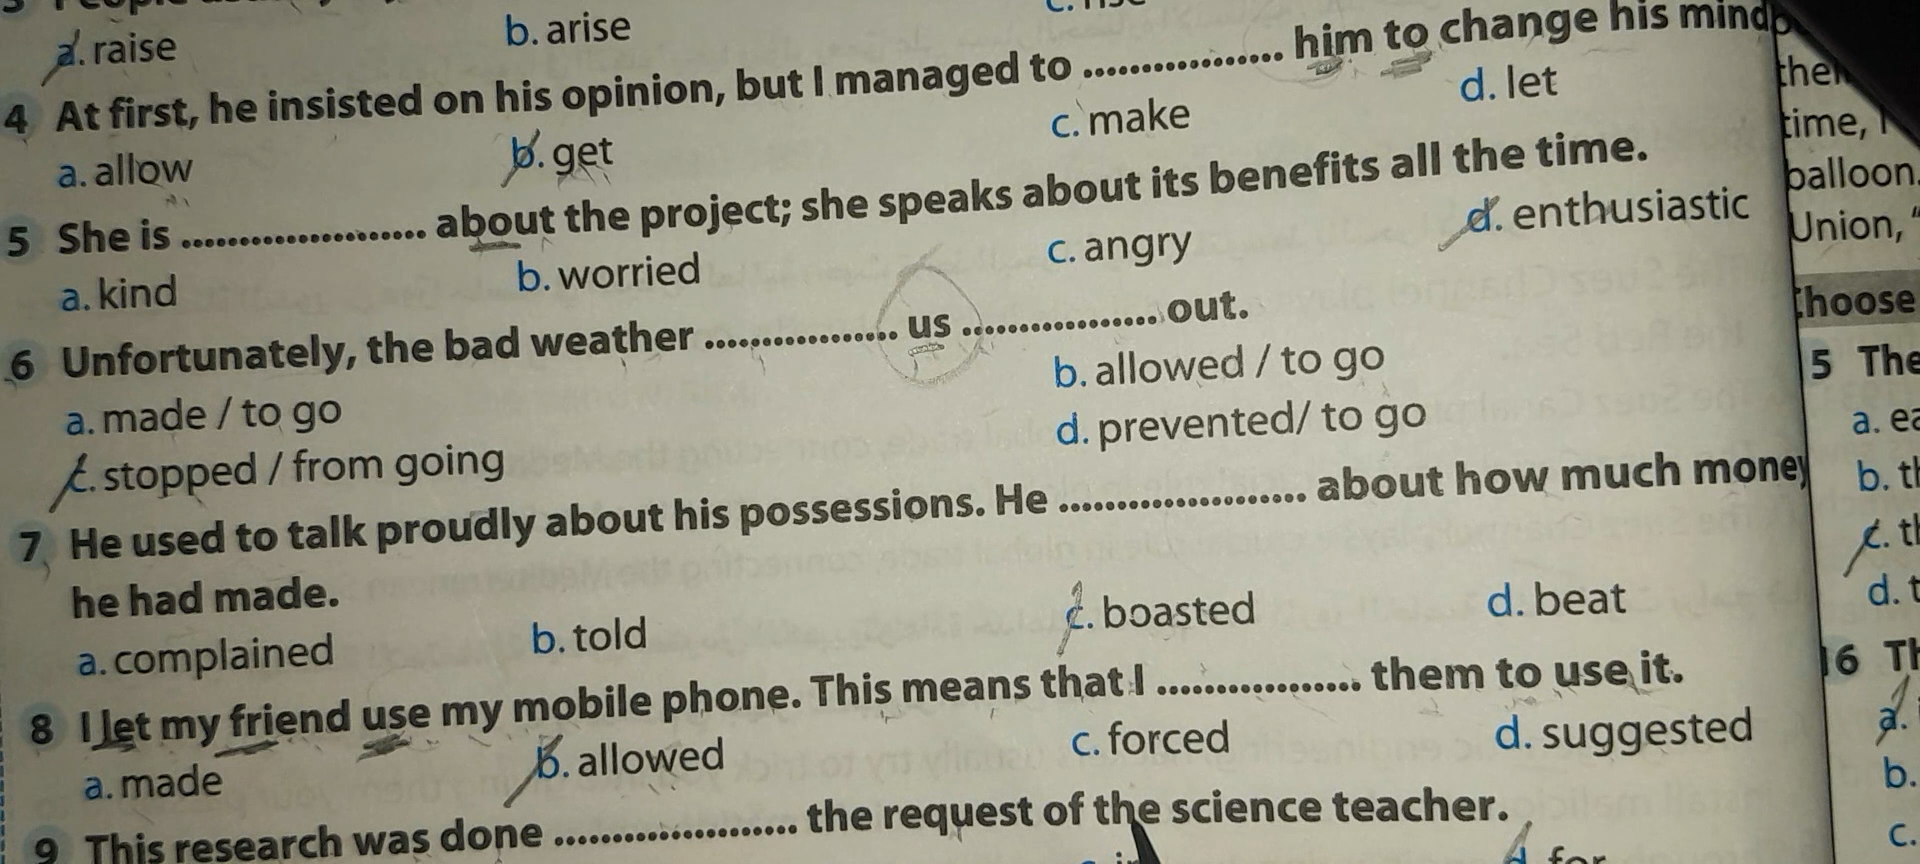 a. raise
b. arise
4 At first, he insisted on his opinion, but I managed to .................. him to change his mind
a. allow
b. get
c. make
d. let
5 She is ...................... about the project; she speaks about its benefits all the time.
a. kind
b. worried
c. angry
d. enthusiastic
6 Unfortunately, the bad weather .................. us .................. out.
a. made / to go
b. allowed / to go
c. stopped / from going
d. prevented/ to go
7 He used to talk proudly about his possessions. He ...................... about how much money
he had made.
a. complained
b. told
c. boasted
d. beat
8 I let my friend use my mobile phone. This means that I .................. them to use it.
a. made
b. allowed
c. forced
d. suggested
9 This research was done ...................... the request of the science teacher.
time,
balloon.
Union, "
Choose
5 The
a.
b.
c.
d.
16
a.
b.
c.